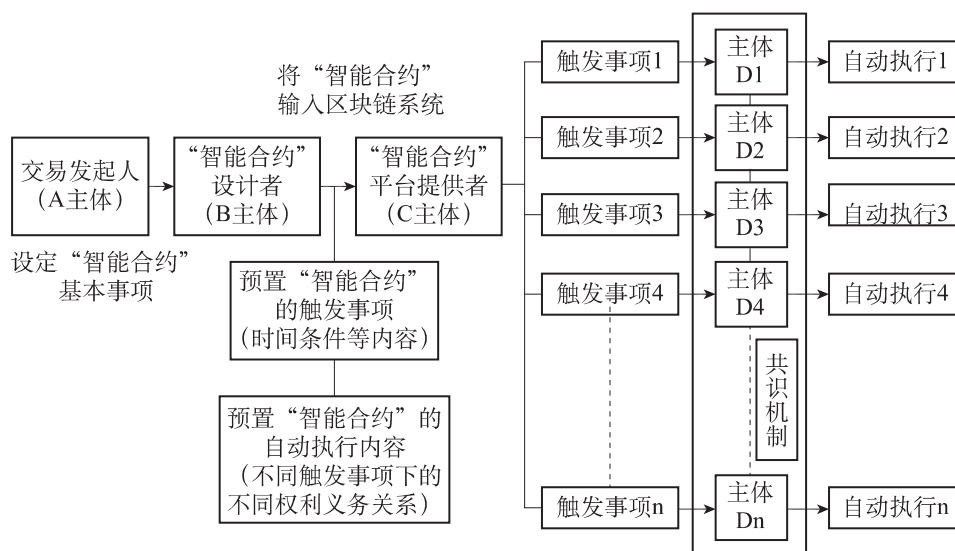 将“智能合约”
输入区块链系统
交易发起人
(A主体)
设定“智能合约”
基本事项
“智能合约”
设计者
(B主体)
“智能合约”
平台提供者
(C主体)
预置“智能合约”
的触发事项
(时间条件等内容)
预置“智能合约”的
自动执行内容
(不同触发事项下的
不同权利义务关系)
触发事项1
主体
D1
自动执行1
触发事项2
主体
D2
自动执行2
触发事项3
主体
D3
自动执行3
触发事项4
主体
D4
自动执行4
共识机制
触发事项n
主体
Dn
自动执行n